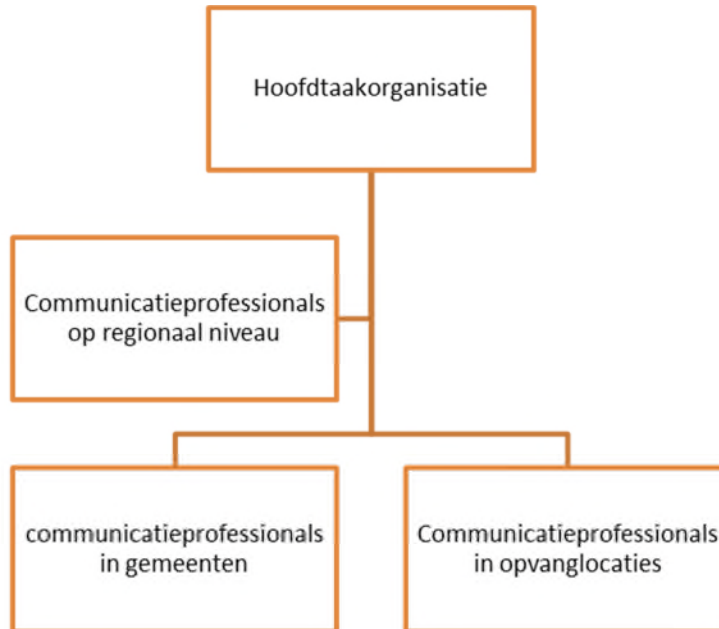 Hoofdtaakorganisatie
Communicatieprofessionals
op regionaal niveau
communicatieprofessionals
in gemeenten
Communicatieprofessionals
in opvanglocaties